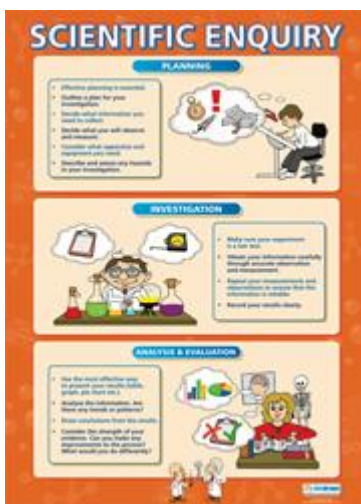 SCIENTIFIC ENQUIRY
PLANNING
• Effective planning is essential.
• Outline a plan for your
investigation.
• Decide what information you
need to collect.
• Decide what you will observe
and measure.
• Consider what apparatus and
equipment you need.
• Describe and assess any hazards
in your investigation.
INVESTIGATION
• Make sure your experiment
is a fair test.
• Obtain your information carefully
through accurate observation
and measurement.
• Repeat your measurements and
observations to ensure that the
information is reliable.
• Record your results clearly.
ANALYSIS & EVALUATION
• Use the most effective way
to present your results (table,
graph, pie chart etc.).
• Analyse the information. Are
there any trends or patterns?
• Draw conclusions from the results.
• Consider the strength of your
evidence. Can you make any
improvements to the process?
What would you do differently?